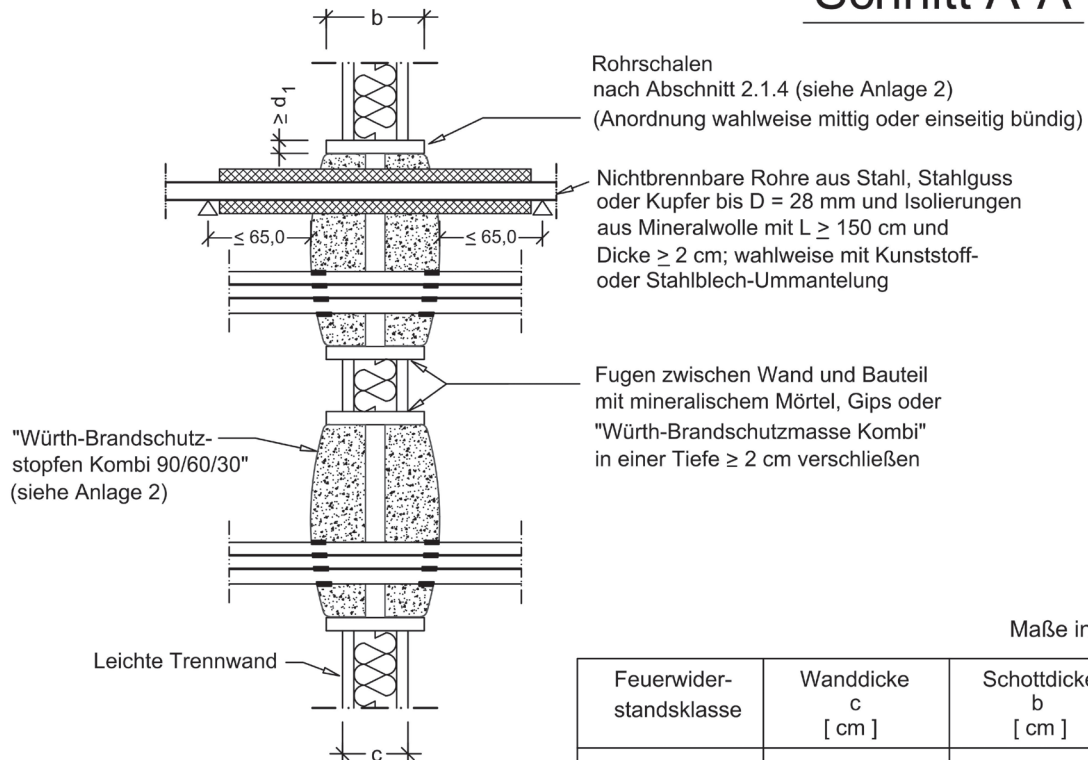 Schnitt A-A
b
≥ d1
Rohrschalen
nach Abschnitt 2.1.4 (siehe Anlage 2)
(Anordnung wahlweise mittig oder einseitig bündig)
Nichtbrennbare Rohre aus Stahl, Stahlguss
oder Kupfer bis D = 28 mm und Isolierungen
aus Mineralwolle mit L ≥ 150 cm und
Dicke ≥ 2 cm; wahlweise mit Kunststoff-
oder Stahlblech-Ummantelung
≤ 65,0
≤ 65,0
Fugen zwischen Wand und Bauteil
mit mineralischem Mörtel, Gips oder
"Würth-Brandschutzmasse Kombi"
in einer Tiefe ≥ 2 cm verschließen
"Würth-Brandschutz-
stopfen Kombi 90/60/30"
(siehe Anlage 2)
Leichte Trennwand
c
Maße in
Feuerwider-
standsklasse
Wanddicke
c
[ cm ]
Schottdicke
b
[ cm ]